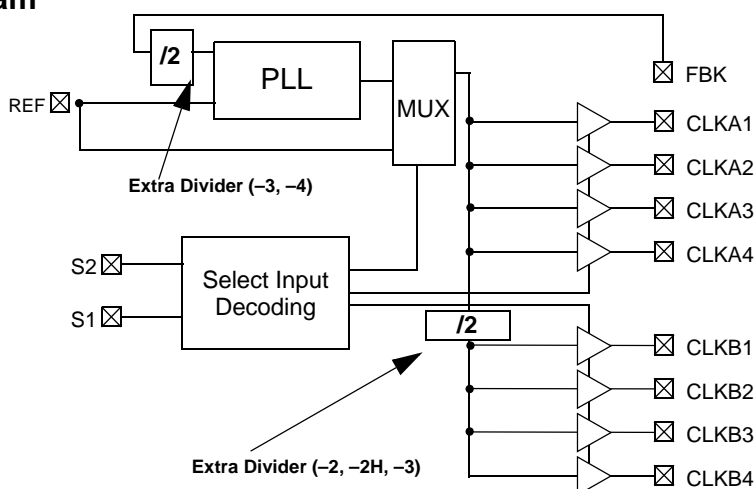 am
/2
PLL
MUX
FBK
REF
CLKA1
CLKA2
CLKA3
CLKA4
Extra Divider (–3, –4)
S2
S1
Select Input
Decoding
/2
CLKB1
CLKB2
CLKB3
CLKB4
Extra Divider (–2, –2H, –3)